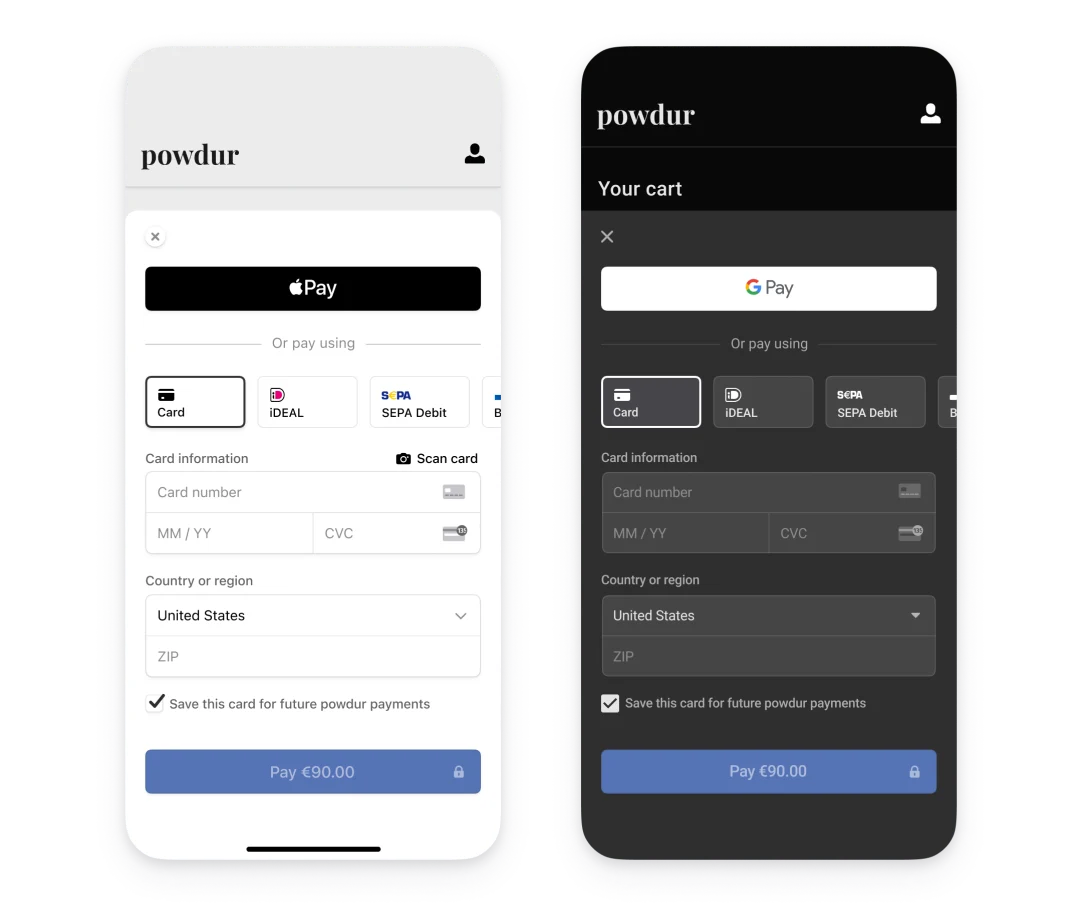 powdur
Pay
Or pay using
Card
iDEAL
SEPA
SEPA Debit
B
Card information
Scan card
Card number
MM / YY
CVC
135
Country or region
United States
ZIP
Save this card for future powdur payments
Pay €90.00
powdur
Your cart
G Pay
Or pay using
Card
iDEAL
SEPA
SEPA Debit
B
Card information
Card number
MM / YY
CVC
135
Country or region
United States
ZIP
Save this card for future powdur payments
Pay €90.00